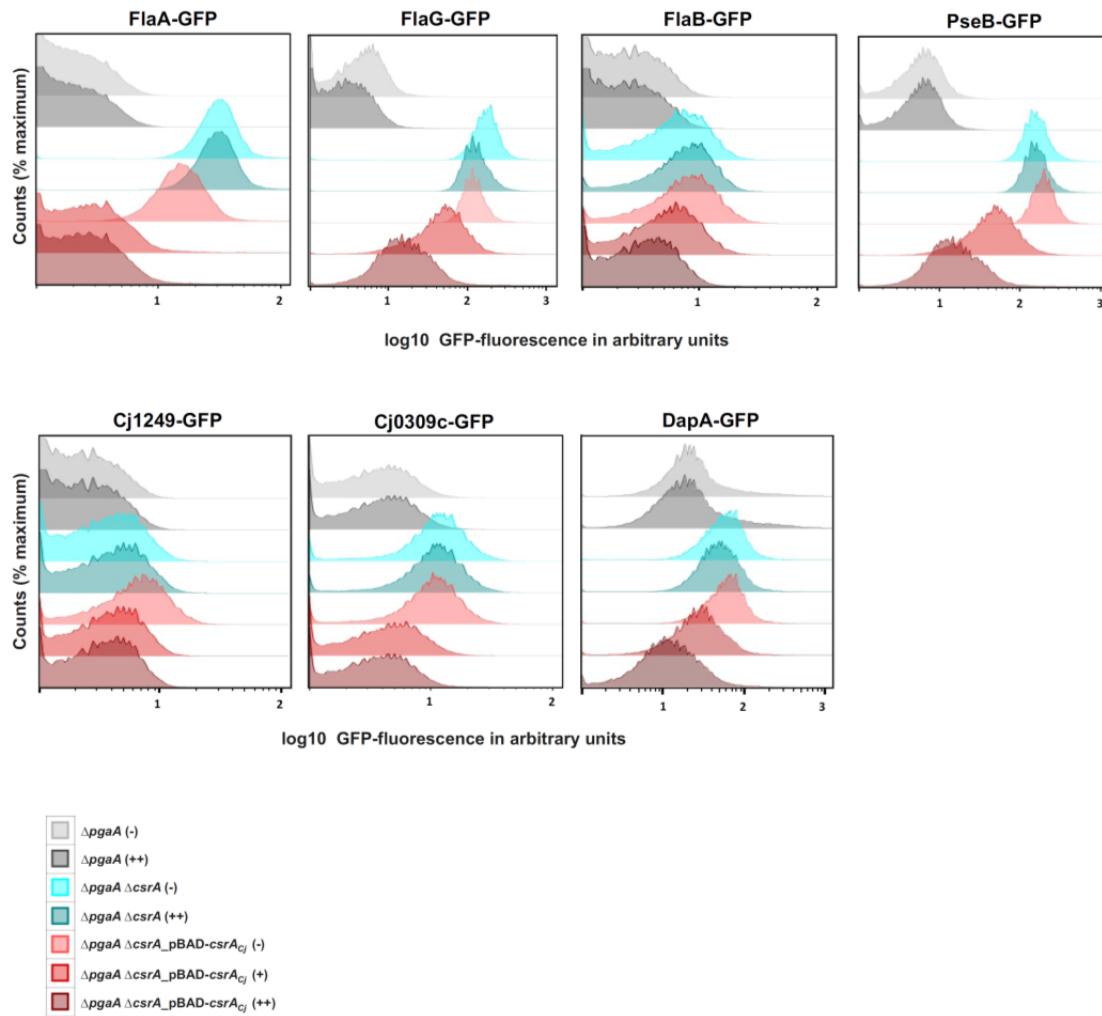 FlaA-GFP FlaG-GFP FlaB-GFP PseB-GFP
Counts (% maximum)
1 2 1 2 3 1 2 1 2 3
log10 GFP-fluorescence in arbitrary units
Cj1249-GFP Cj0309c-GFP DapA-GFP
Counts (% maximum)
1 2 1 2 1 2 3
log10 GFP-fluorescence in arbitrary units
ΔpgaA (-)
ΔpgaA (++)
ΔpgaA ΔcsrA (-)
ΔpgaA ΔcsrA (++)
ΔpgaA ΔcsrA_pBAD-csrACj (-)
ΔpgaA ΔcsrA_pBAD-csrACj (+)
ΔpgaA ΔcsrA_pBAD-csrACj (++)